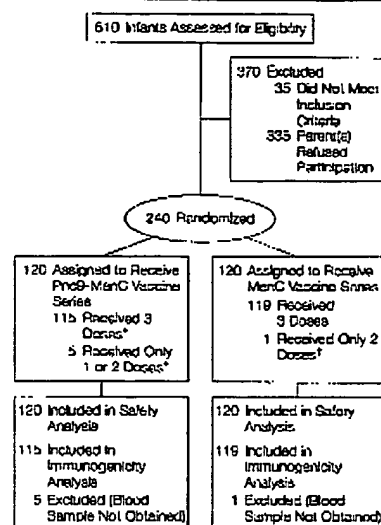 610 Infants Assessed for Eligibility
370 Excluded
35 Did Not Meet
Inclusion
Criteria
335 Parent(s)
Refused
Participation
240 Randomized
120 Assigned to Receive
Pnc9-MenC Vaccine
Series
115 Received 3
Doses*
5 Received Only
1 or 2 Doses*
120 Assigned to Receive
MenC Vaccine Series
119 Received
3 Doses
1 Received Only 2
Doses†
120 Included in Safety
Analysis
115 Included in
Immunogenicity
Analysis
5 Excluded (Blood
Sample Not Obtained)
120 Included in Safety
Analysis
119 Included in
Immunogenicity
Analysis
1 Excluded (Blood
Sample Not Obtained)